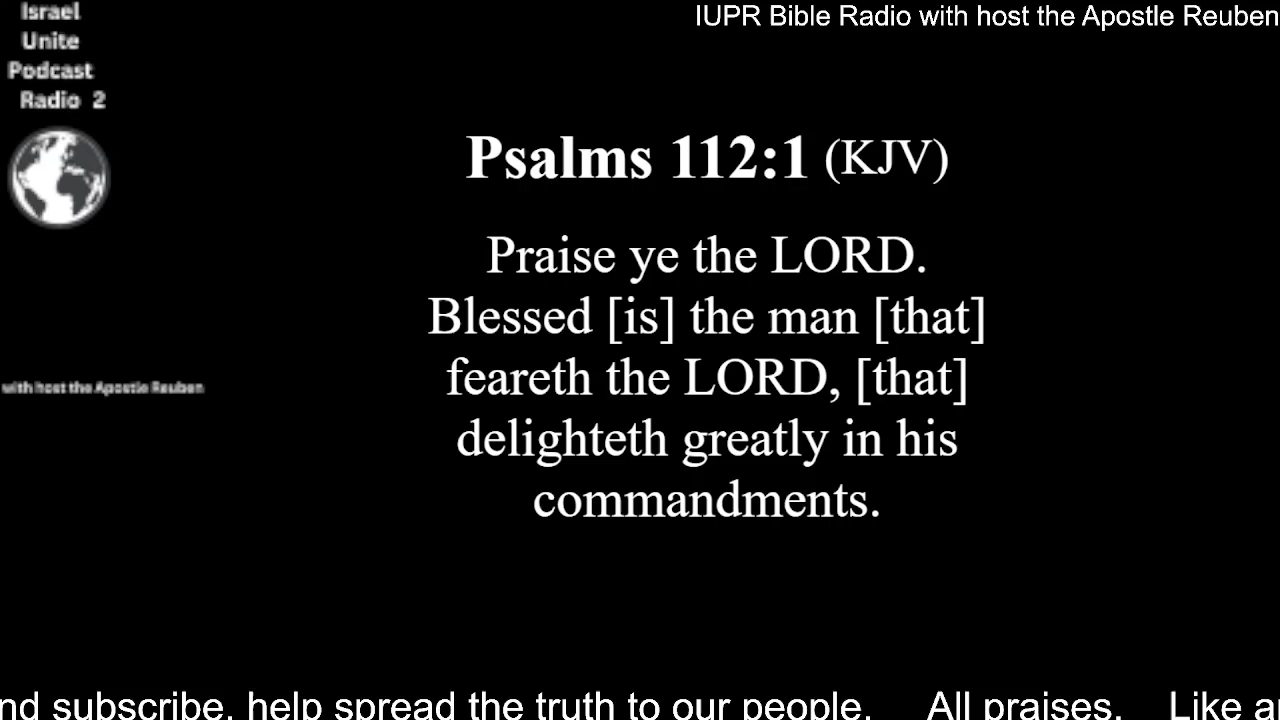 Israel
Unite
Podcast
Radio 2
IUPR Bible Radio with host the Apostle Reuben
Psalms 112:1 (KJV)
Praise ye the LORD.
Blessed [is] the man [that]
feareth the LORD, [that]
delighteth greatly in his
commandments.
with host the Apostle Reuben
nd subscribe, help spread the truth to our people. All praises. Like a